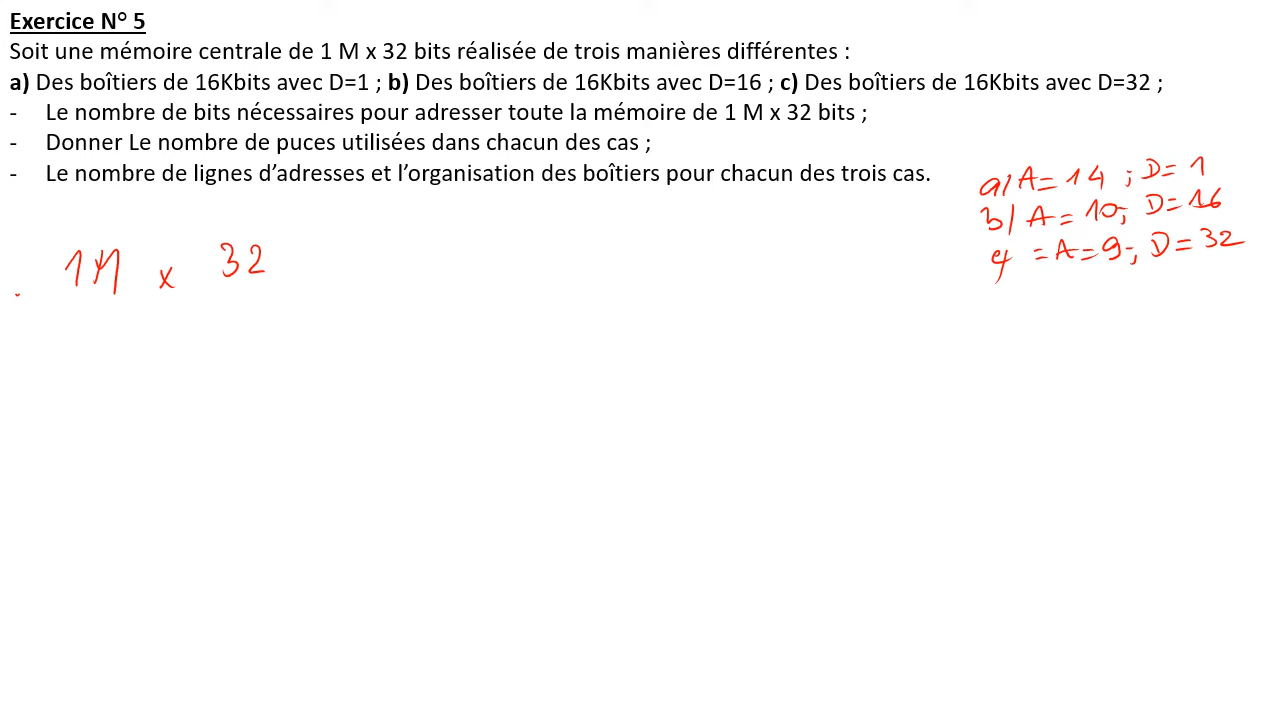 Exercice N° 5
Soit une mémoire centrale de 1 M x 32 bits réalisée de trois manières différentes :
a) Des boîtiers de 16Kbits avec D=1 ; b) Des boîtiers de 16Kbits avec D=16 ; c) Des boîtiers de 16Kbits avec D=32 ;
- Le nombre de bits nécessaires pour adresser toute la mémoire de 1 M x 32 bits ;
- Donner Le nombre de puces utilisées dans chacun des cas ;
- Le nombre de lignes d’adresses et l’organisation des boîtiers pour chacun des trois cas.
a/ A = 14 ; D = 1
b/ A = 10 ; D = 16
c/ = A = 9 ; D = 32
1M x 32